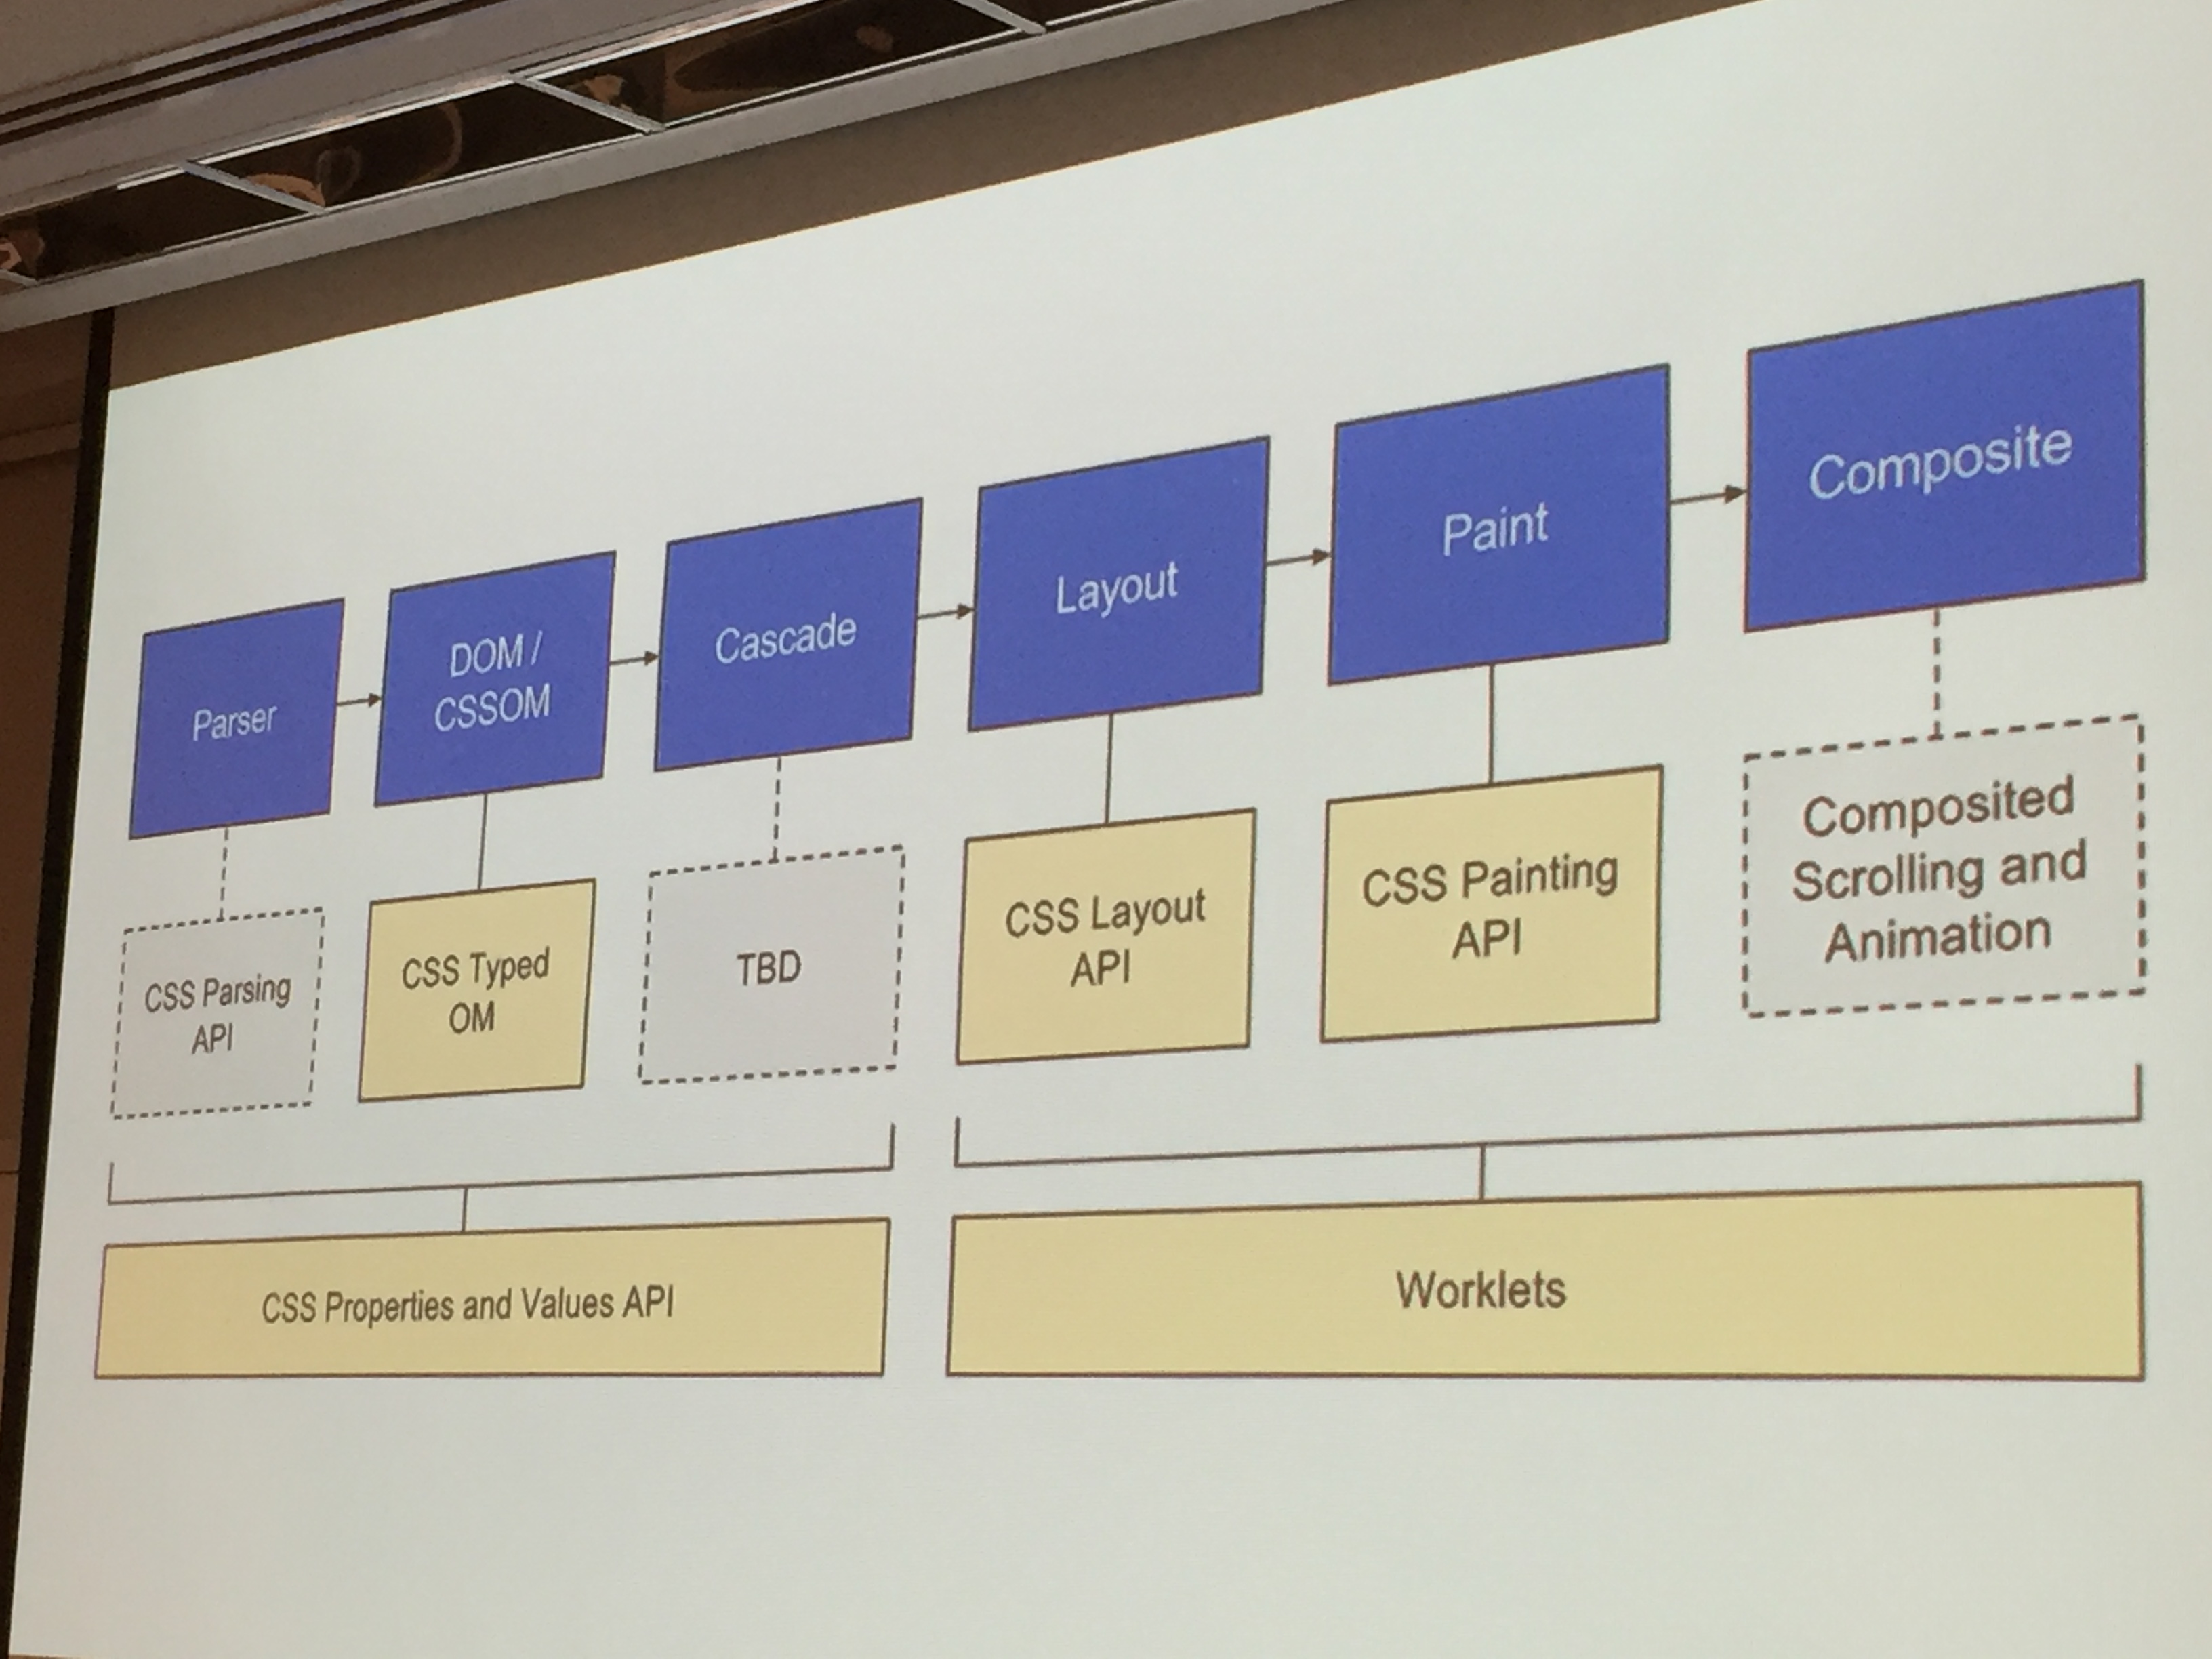 Parser
DOM /
CSSOM
Cascade
Layout
Paint
Composite
CSS Parsing
API
CSS Typed
OM
TBD
CSS Layout
API
CSS Painting
API
Composited
Scrolling and
Animation
CSS Properties and Values API
Worklets